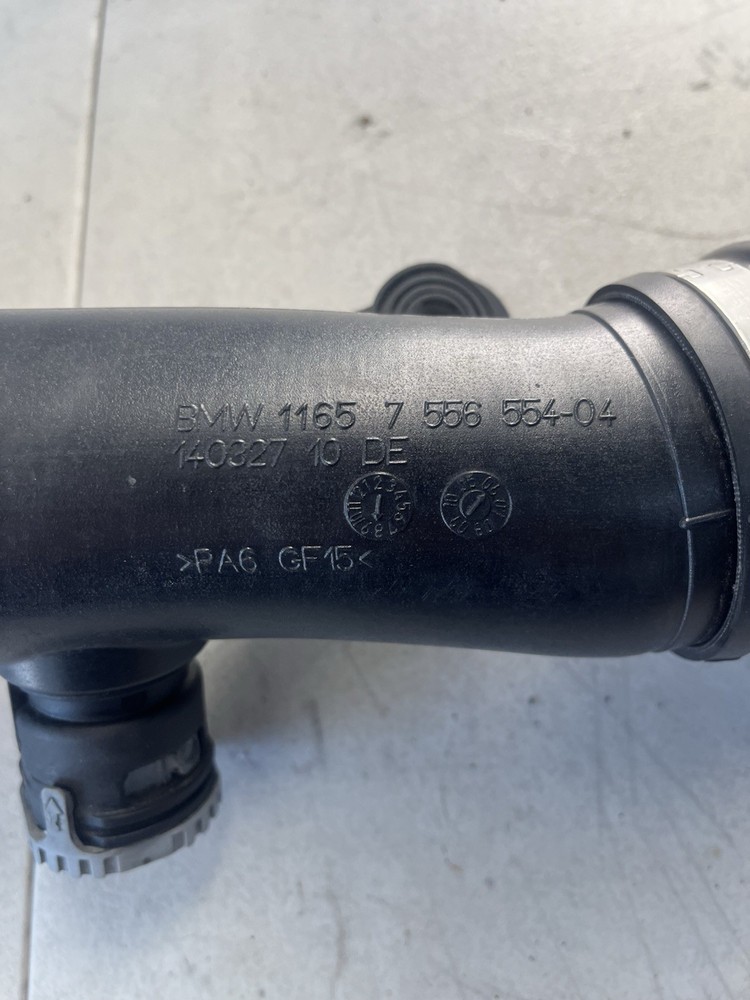 BMW 1165 7 556 554-04
140327 10 DE
>PA6 GF15<